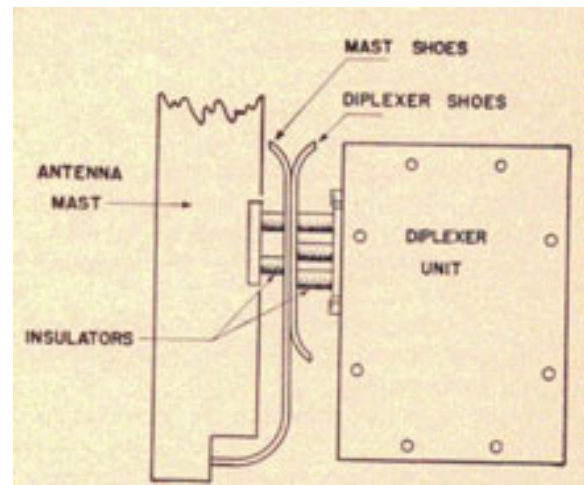 MAST SHOES
DIPLEXER SHOES
ANTENNA
MAST
DIPLEXER
UNIT
INSULATORS